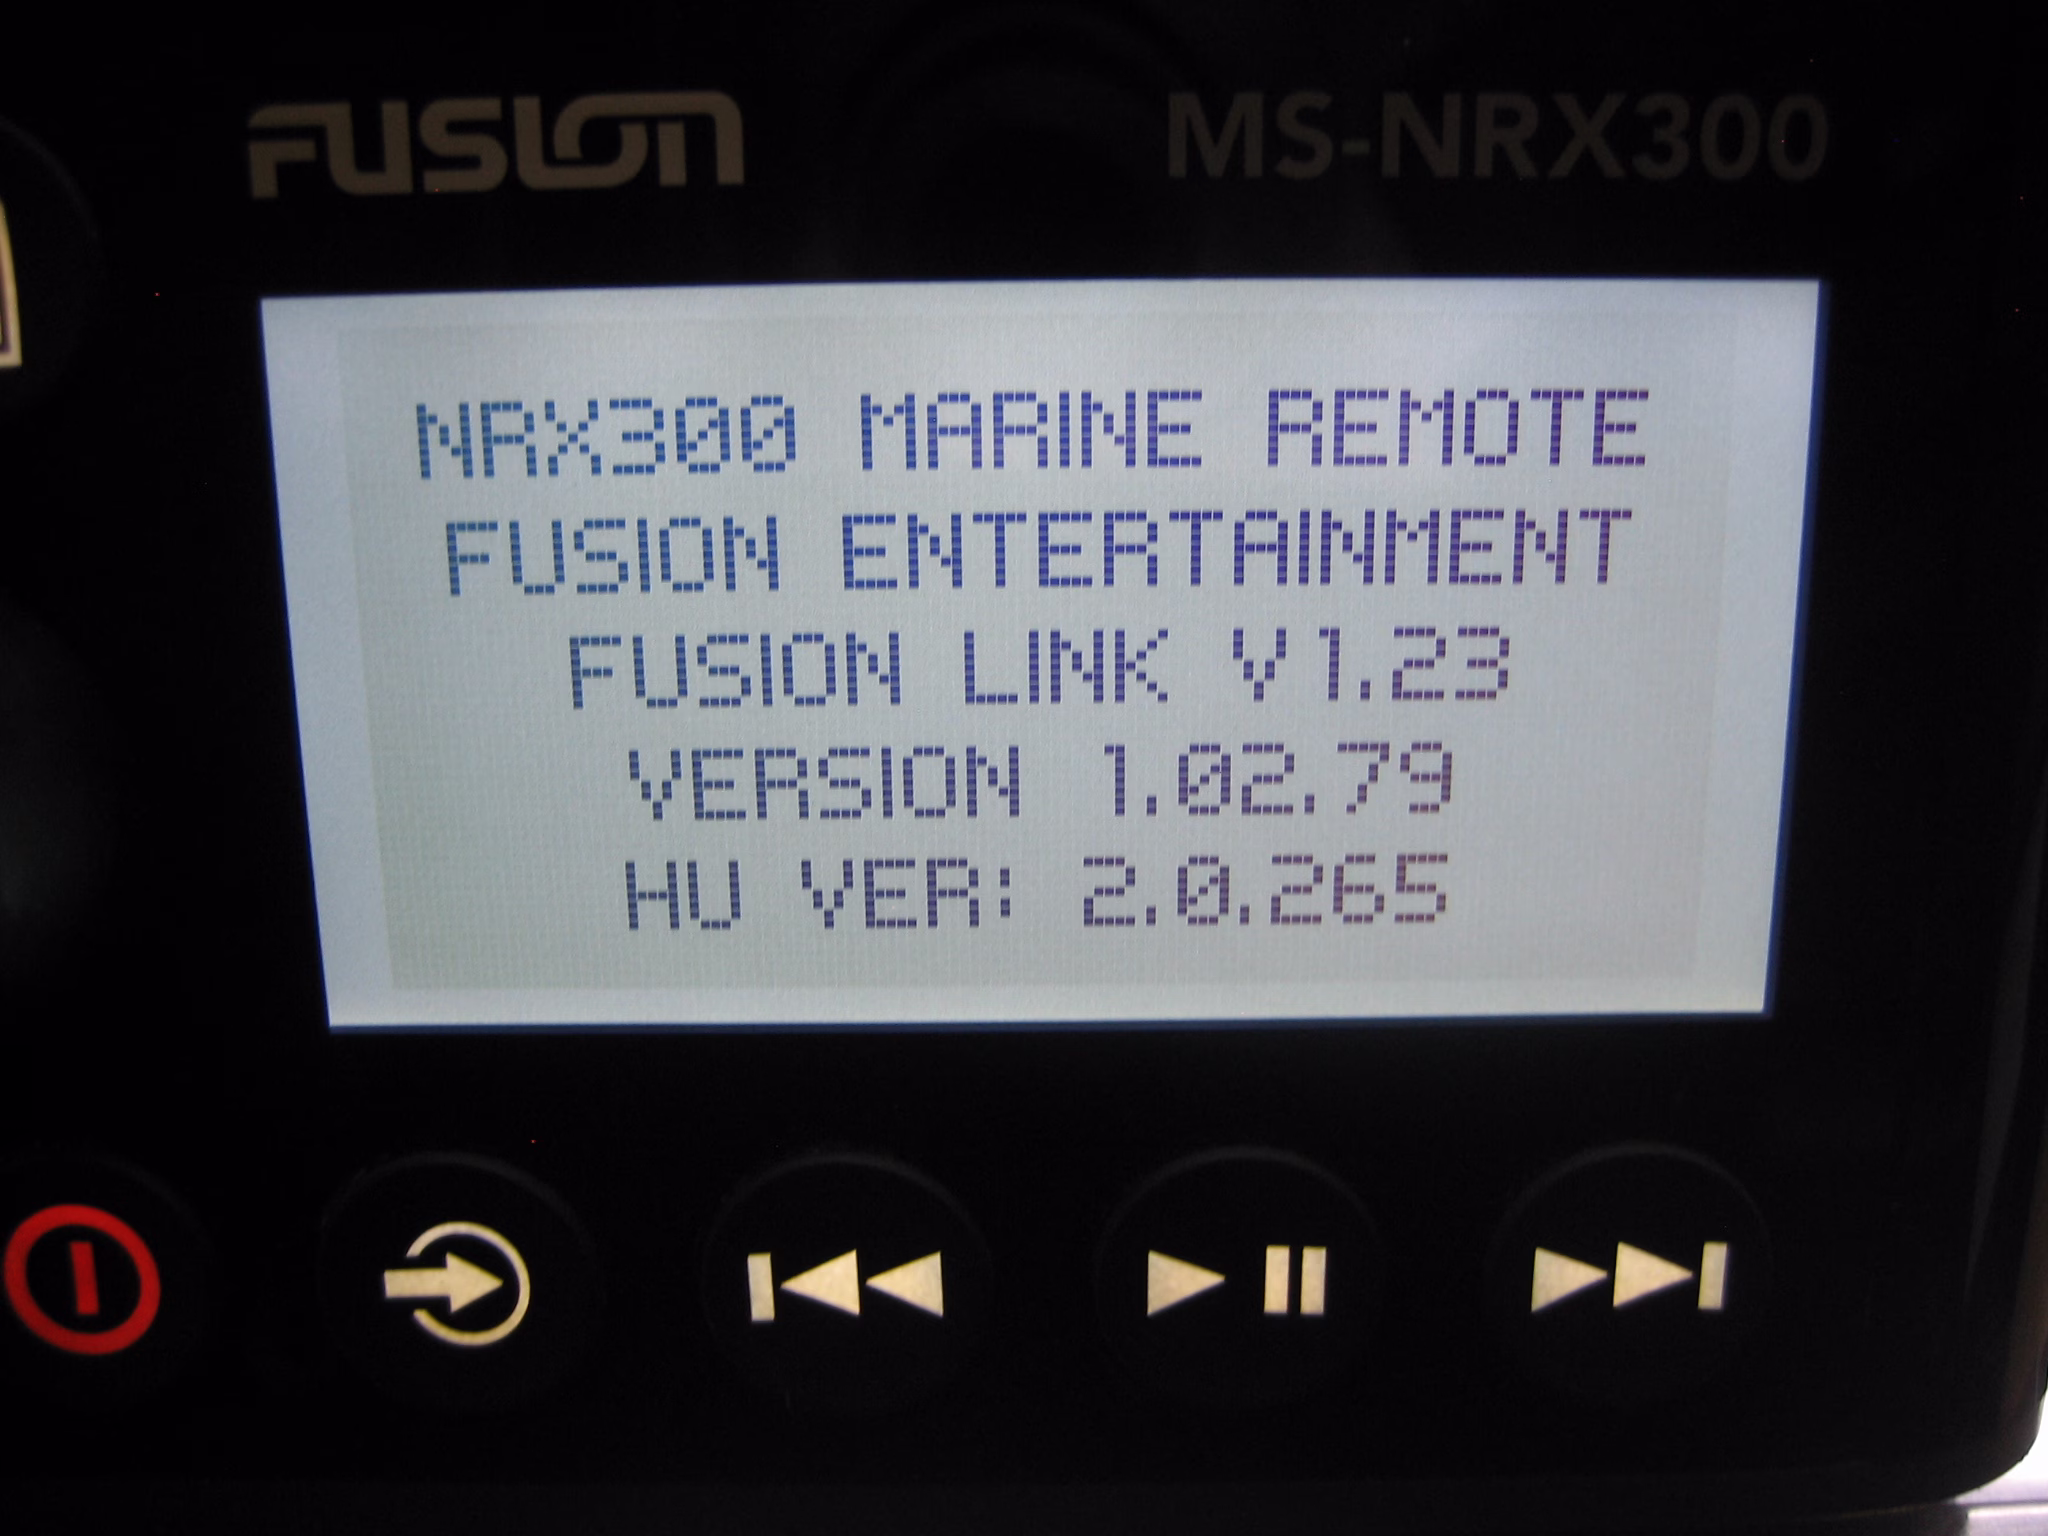 FUSION MS-NRX300
NRX300 MARINE REMOTE
FUSION ENTERTAINMENT
FUSION LINK V1.23
VERSION 1.02.79
HU VER: 2.0.265